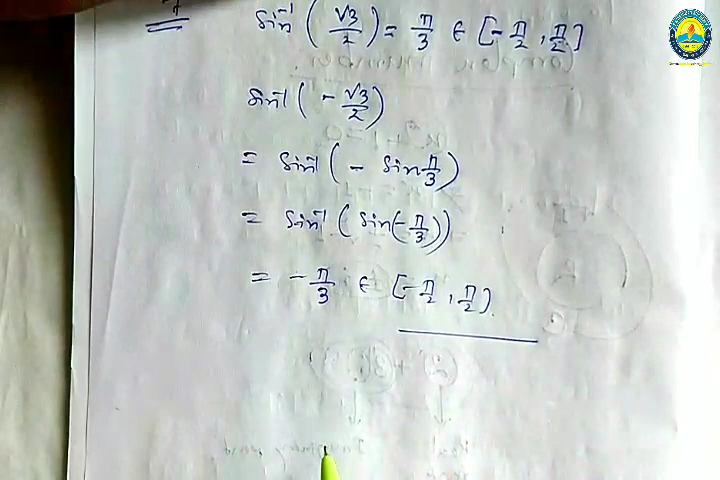 sin⁻¹(√3/2) = π/3 ∈ [-π/2, π/2]
sin⁻¹(-√3/2)
= sin⁻¹(- sin π/3)
= sin⁻¹(sin(-π/3))
= -π/3 ∈ [-π/2, π/2].